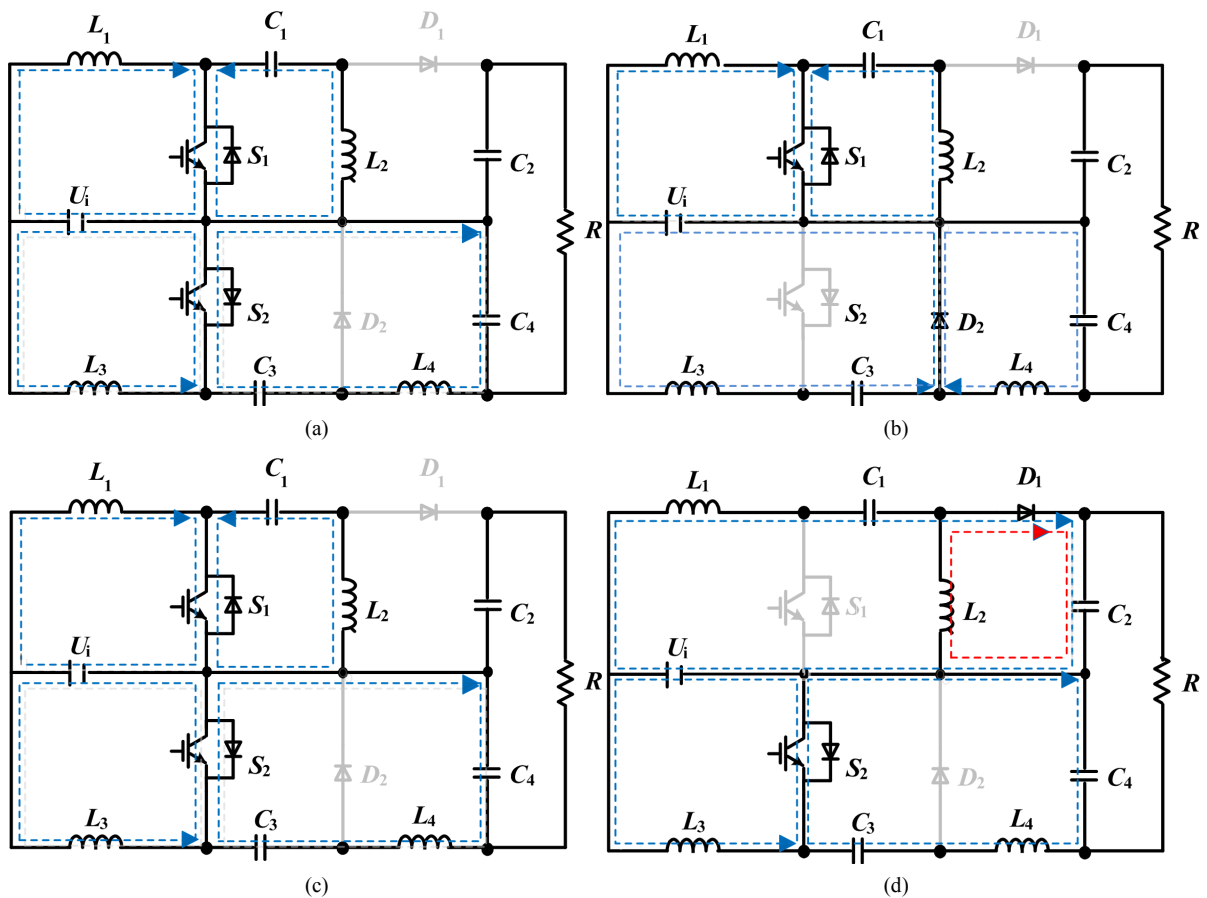 L1 C1 D1
S1 L2 C2
Ui R
S2 D2 C4
L3 C3 L4
(a)
L1 C1 D1
S1 L2 C2
Ui R
S2 D2 C4
L3 C3 L4
(b)
L1 C1 D1
S1 L2 C2
Ui R
S2 D2 C4
L3 C3 L4
(c)
L1 C1 D1
S1 L2 C2
Ui R
S2 D2 C4
L3 C3 L4
(d)